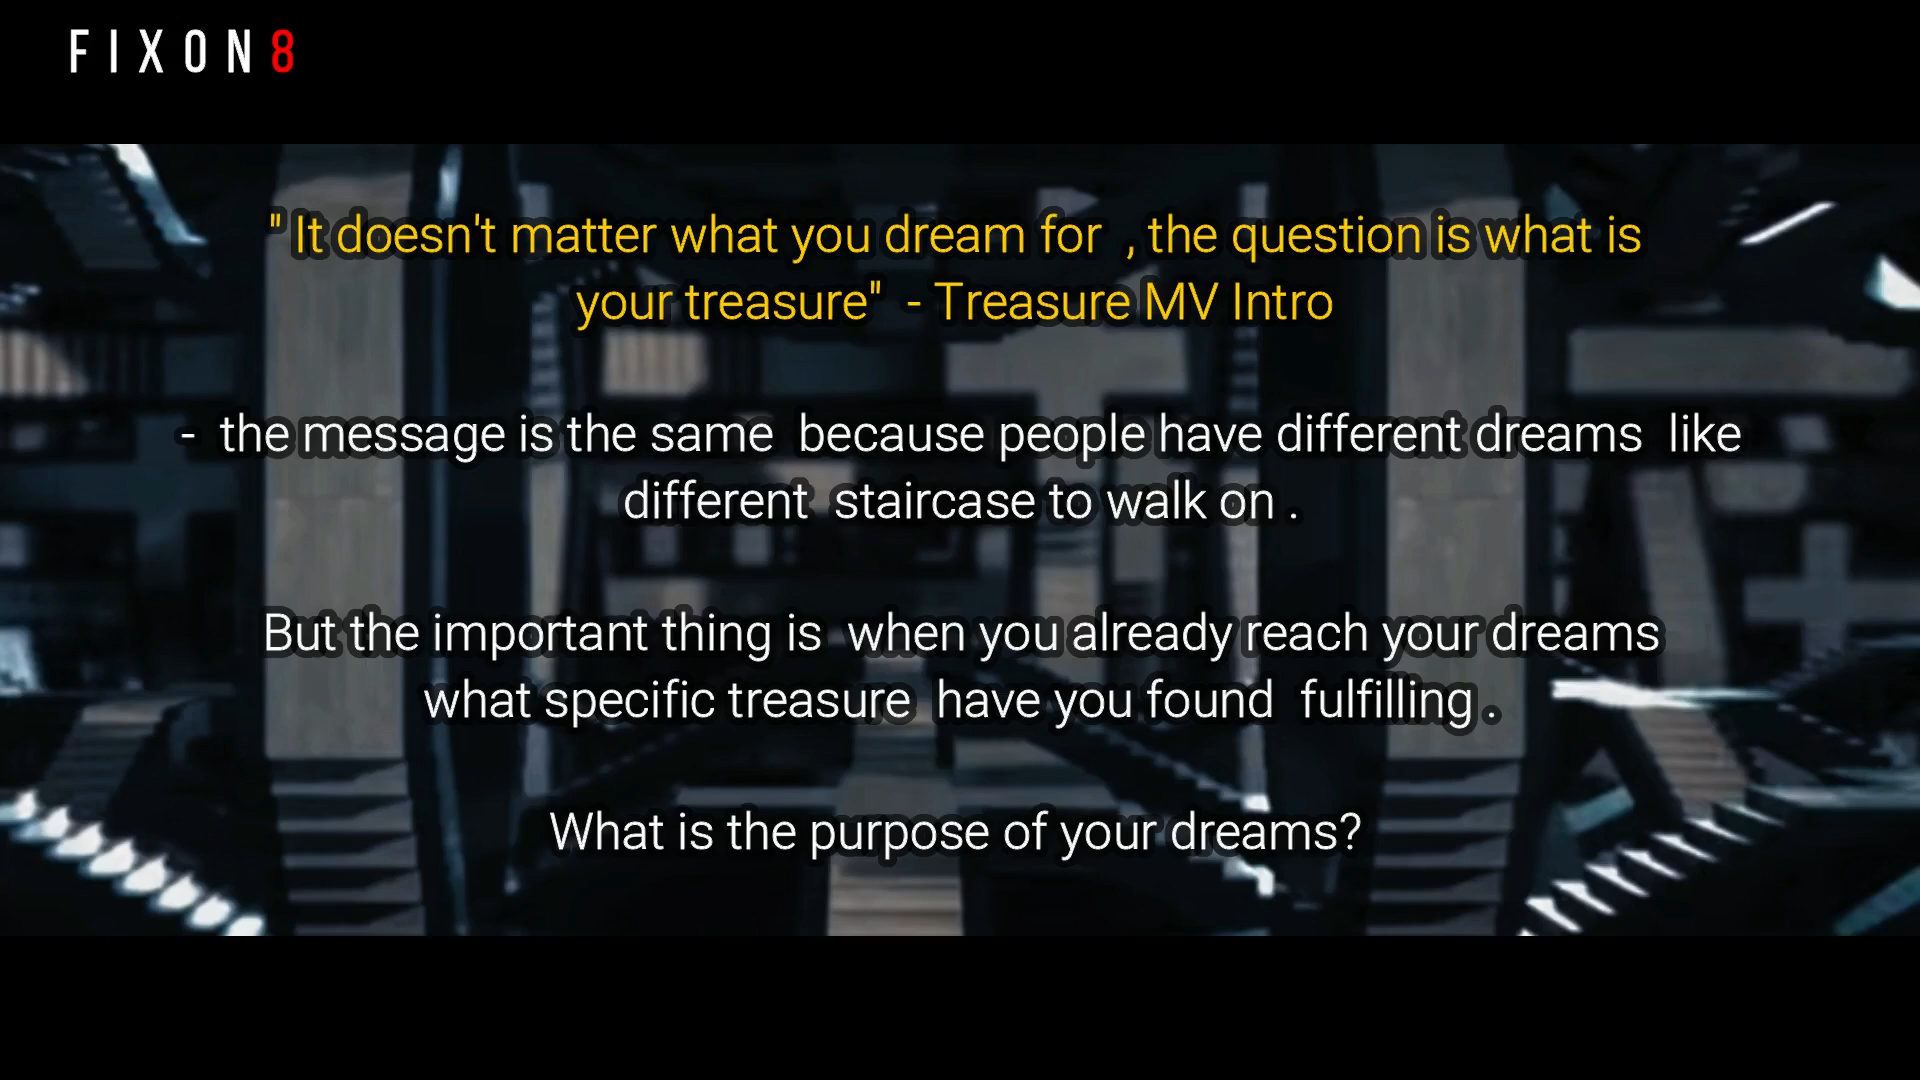 FIXON8
" It doesn't matter what you dream for , the question is what is
your treasure" - Treasure MV Intro
- the message is the same because people have different dreams like
different staircase to walk on .
But the important thing is when you already reach your dreams
what specific treasure have you found fulfilling .
What is the purpose of your dreams?